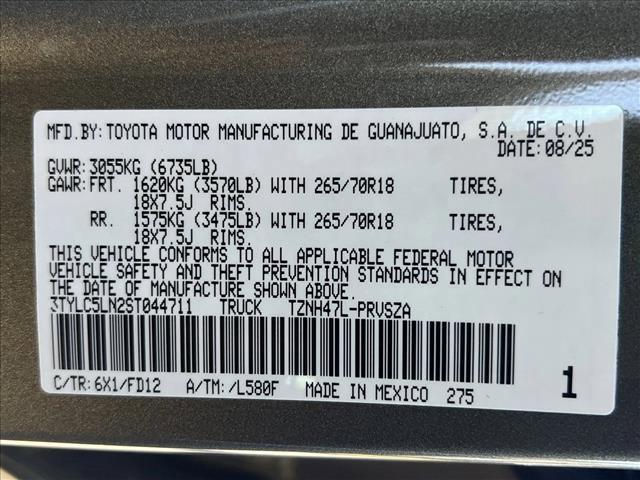 MFD.BY: TOYOTA MOTOR MANUFACTURING DE GUANAJUATO, S.A. DE C.V.
DATE: 08/25
GVWR: 3055KG (6735LB)
GAWR: FRT. 1620KG (3570LB) WITH 265/70R18 TIRES,
18X7.5J RIMS.
RR. 1575KG (3475LB) WITH 265/70R18 TIRES,
18X7.5J RIMS.
THIS VEHICLE CONFORMS TO ALL APPLICABLE FEDERAL MOTOR
VEHICLE SAFETY AND THEFT PREVENTION STANDARDS IN EFFECT ON
THE DATE OF MANUFACTURE SHOWN ABOVE.
3TYLC5LN2ST044711 TRUCK TZNH47L-PRVSZA
C/TR: 6X1/FD12 A/TM: /L580F MADE IN MEXICO 275 1